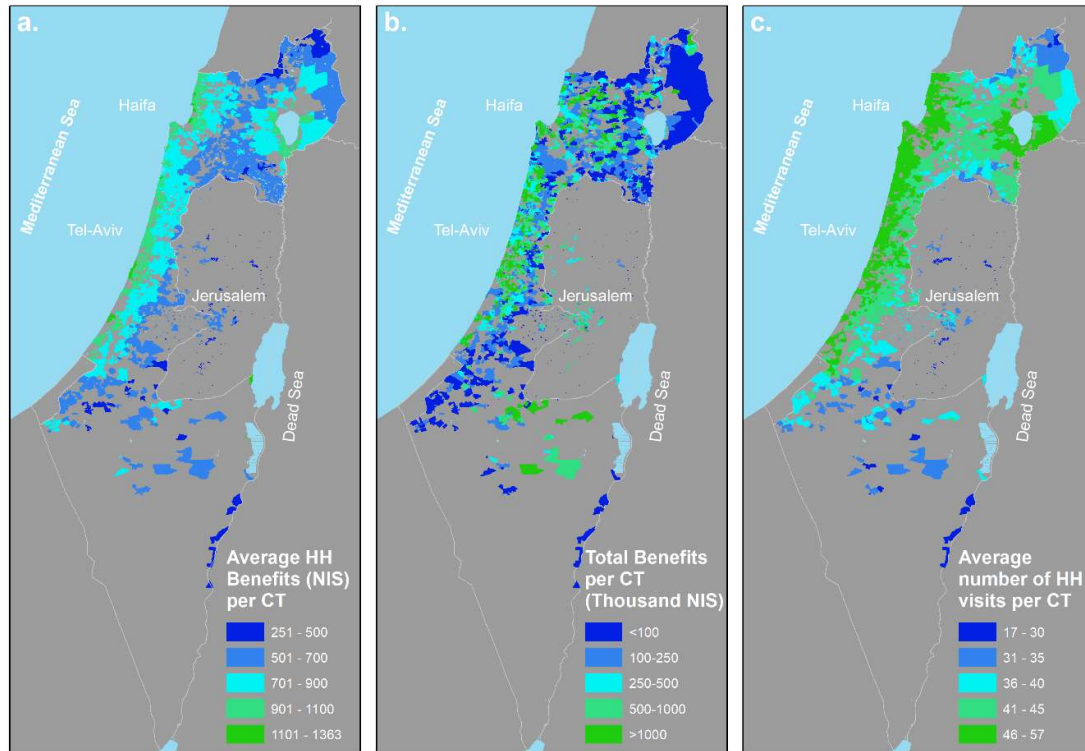 a.
Mediterranean Sea
Haifa
Tel-Aviv
Jerusalem
Dead Sea
Average HH
Benefits (NIS)
per CT
251 - 500
501 - 700
701 - 900
901 - 1100
1101 - 1363
b.
Mediterranean Sea
Haifa
Tel-Aviv
Jerusalem
Dead Sea
Total Benefits
per CT
(Thousand NIS)
<100
100-250
250-500
500-1000
>1000
c.
Mediterranean Sea
Haifa
Tel-Aviv
Jerusalem
Dead Sea
Average
number of HH
visits per CT
17 - 30
31 - 35
36 - 40
41 - 45
46 - 57